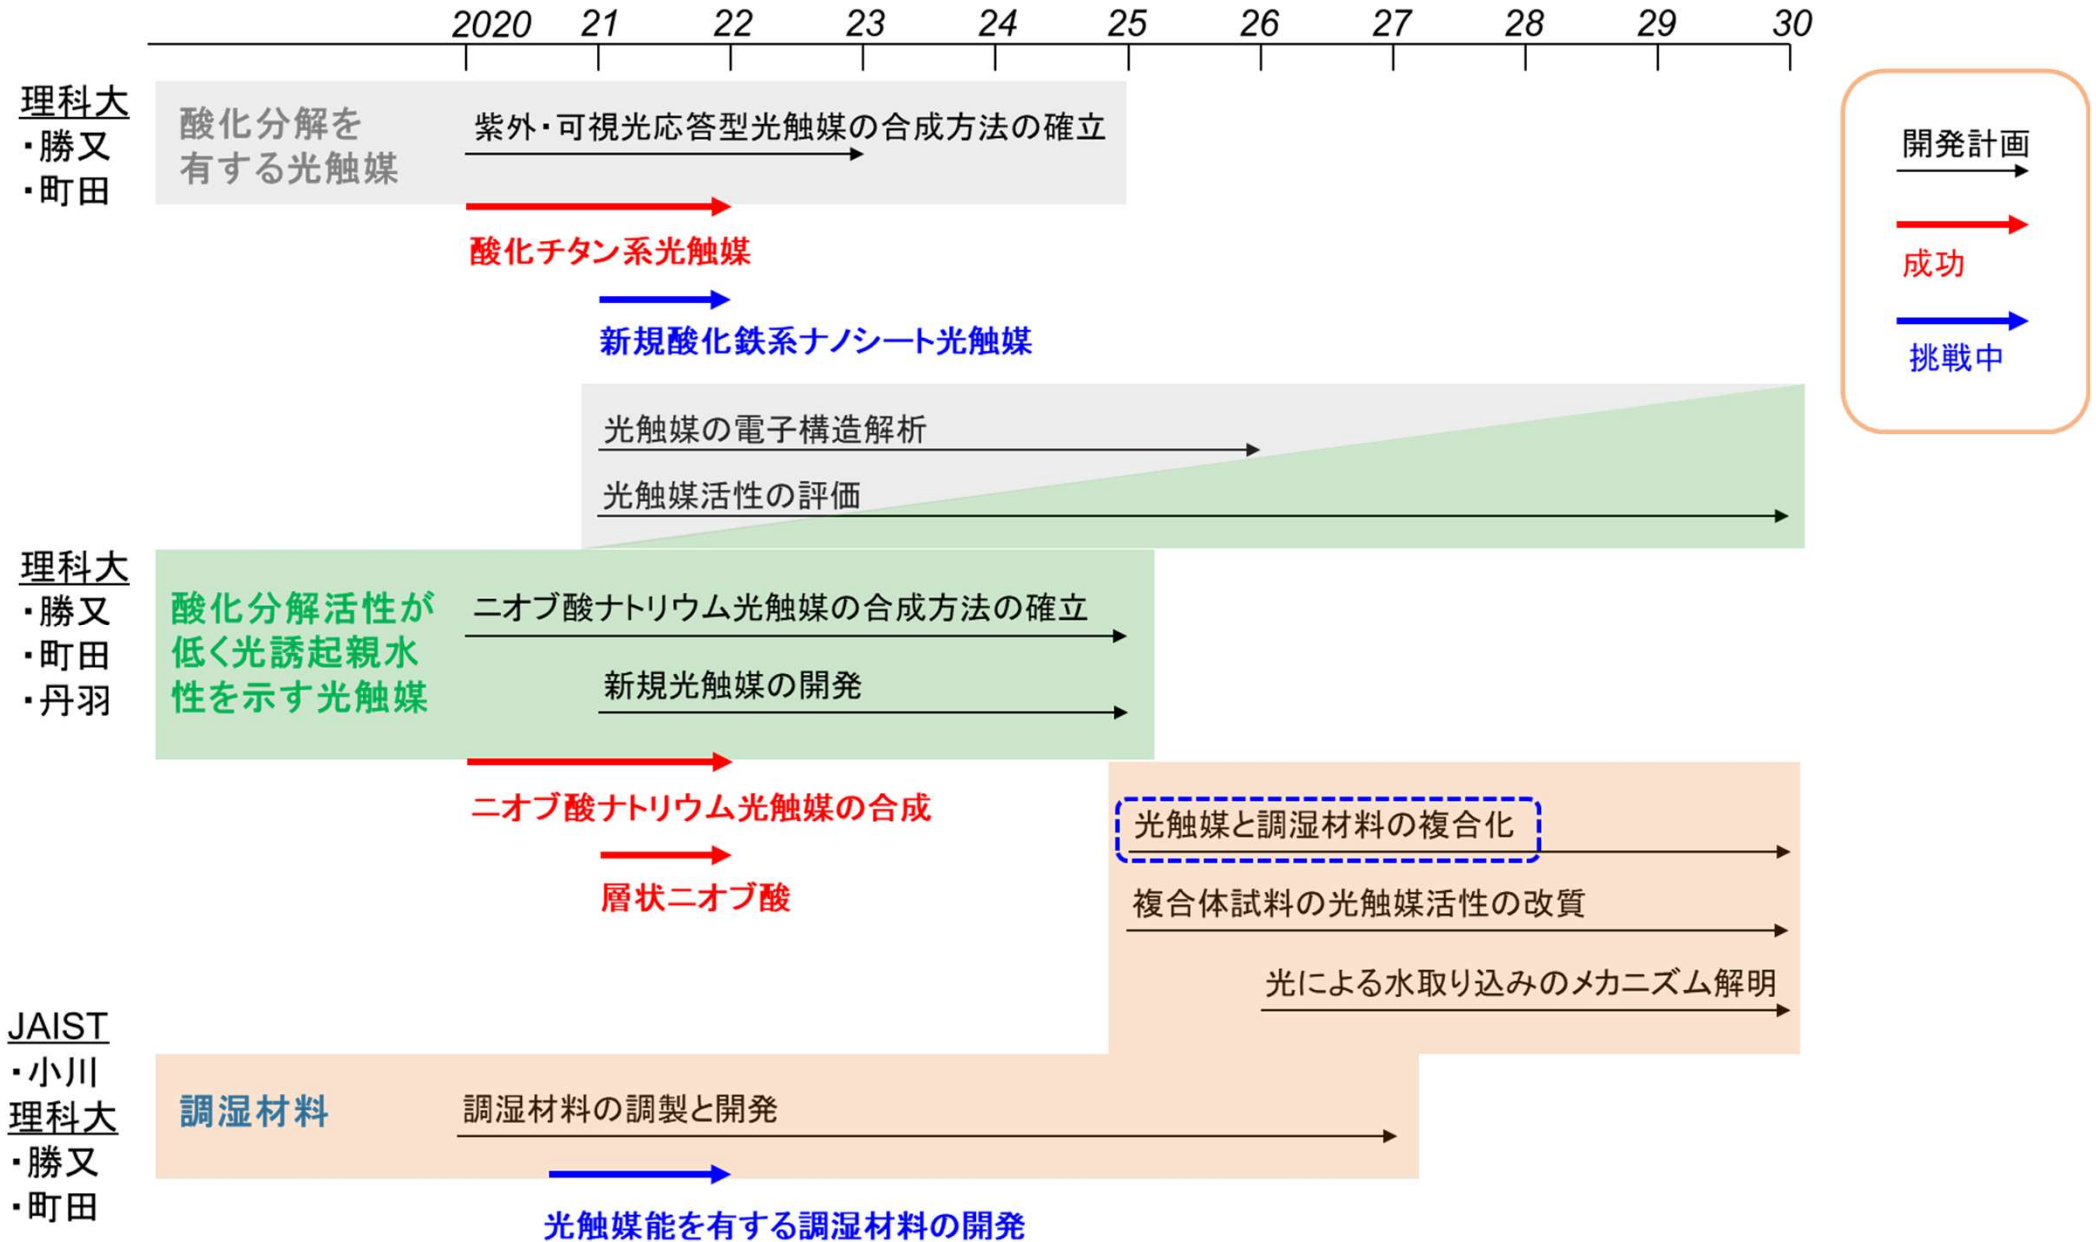 2020 21 22 23 24 25 26 27 28 29 30
理科大
・勝又
・町田
酸化分解を
有する光触媒
紫外・可視光応答型光触媒の合成方法の確立
酸化チタン系光触媒
新規酸化鉄系ナノシート光触媒
開発計画
成功
挑戦中
光触媒の電子構造解析
光触媒活性の評価
理科大
・勝又
・町田
・丹羽
酸化分解活性が
低く光誘起親水
性を示す光触媒
ニオブ酸ナトリウム光触媒の合成方法の確立
新規光触媒の開発
ニオブ酸ナトリウム光触媒の合成
層状ニオブ酸
光触媒と調湿材料の複合化
複合体試料の光触媒活性の改質
光による水取り込みのメカニズム解明
JAIST
・小川
理科大
・勝又
・町田
調湿材料
調湿材料の調製と開発
光触媒能を有する調湿材料の開発